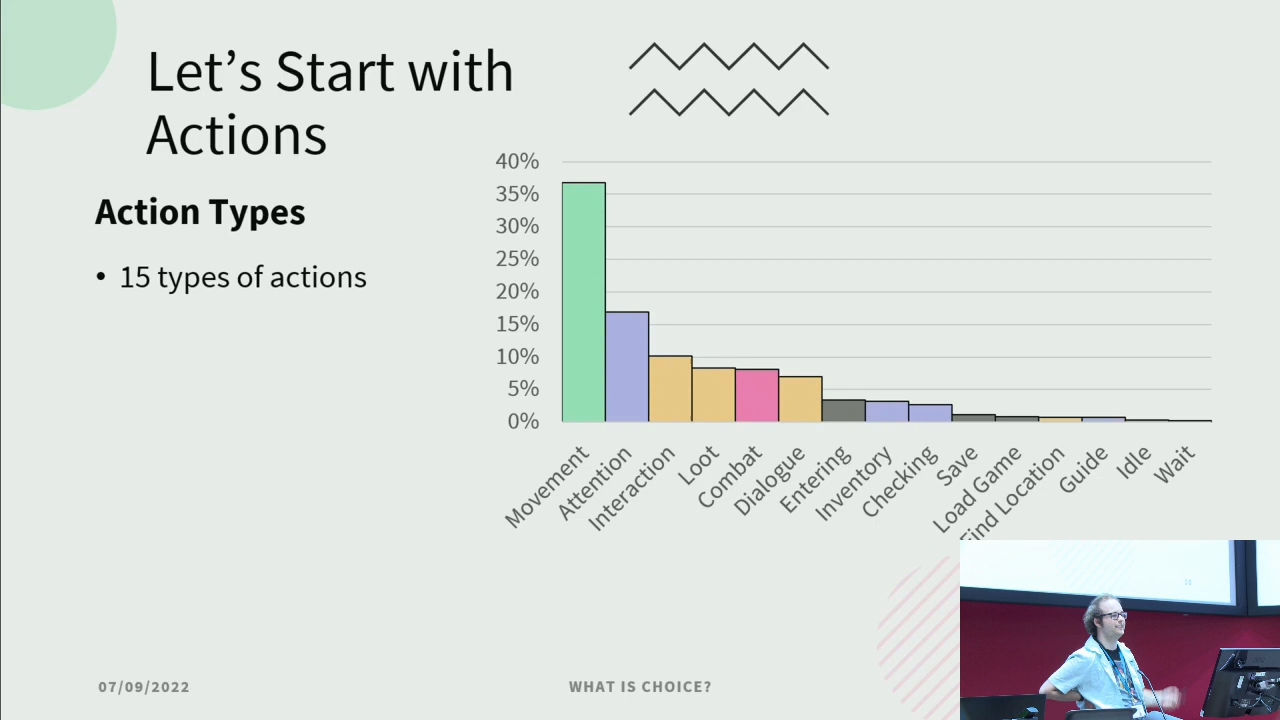 Let’s Start with
Actions
Action Types
• 15 types of actions
40%
35%
30%
25%
20%
15%
10%
5%
0%
Movement
Attention
Interaction
Loot
Combat
Dialogue
Entering
Inventory
Checking
Save
Load Game
Find Location
Guide
Idle
Wait
07/09/2022
WHAT IS CHOICE?